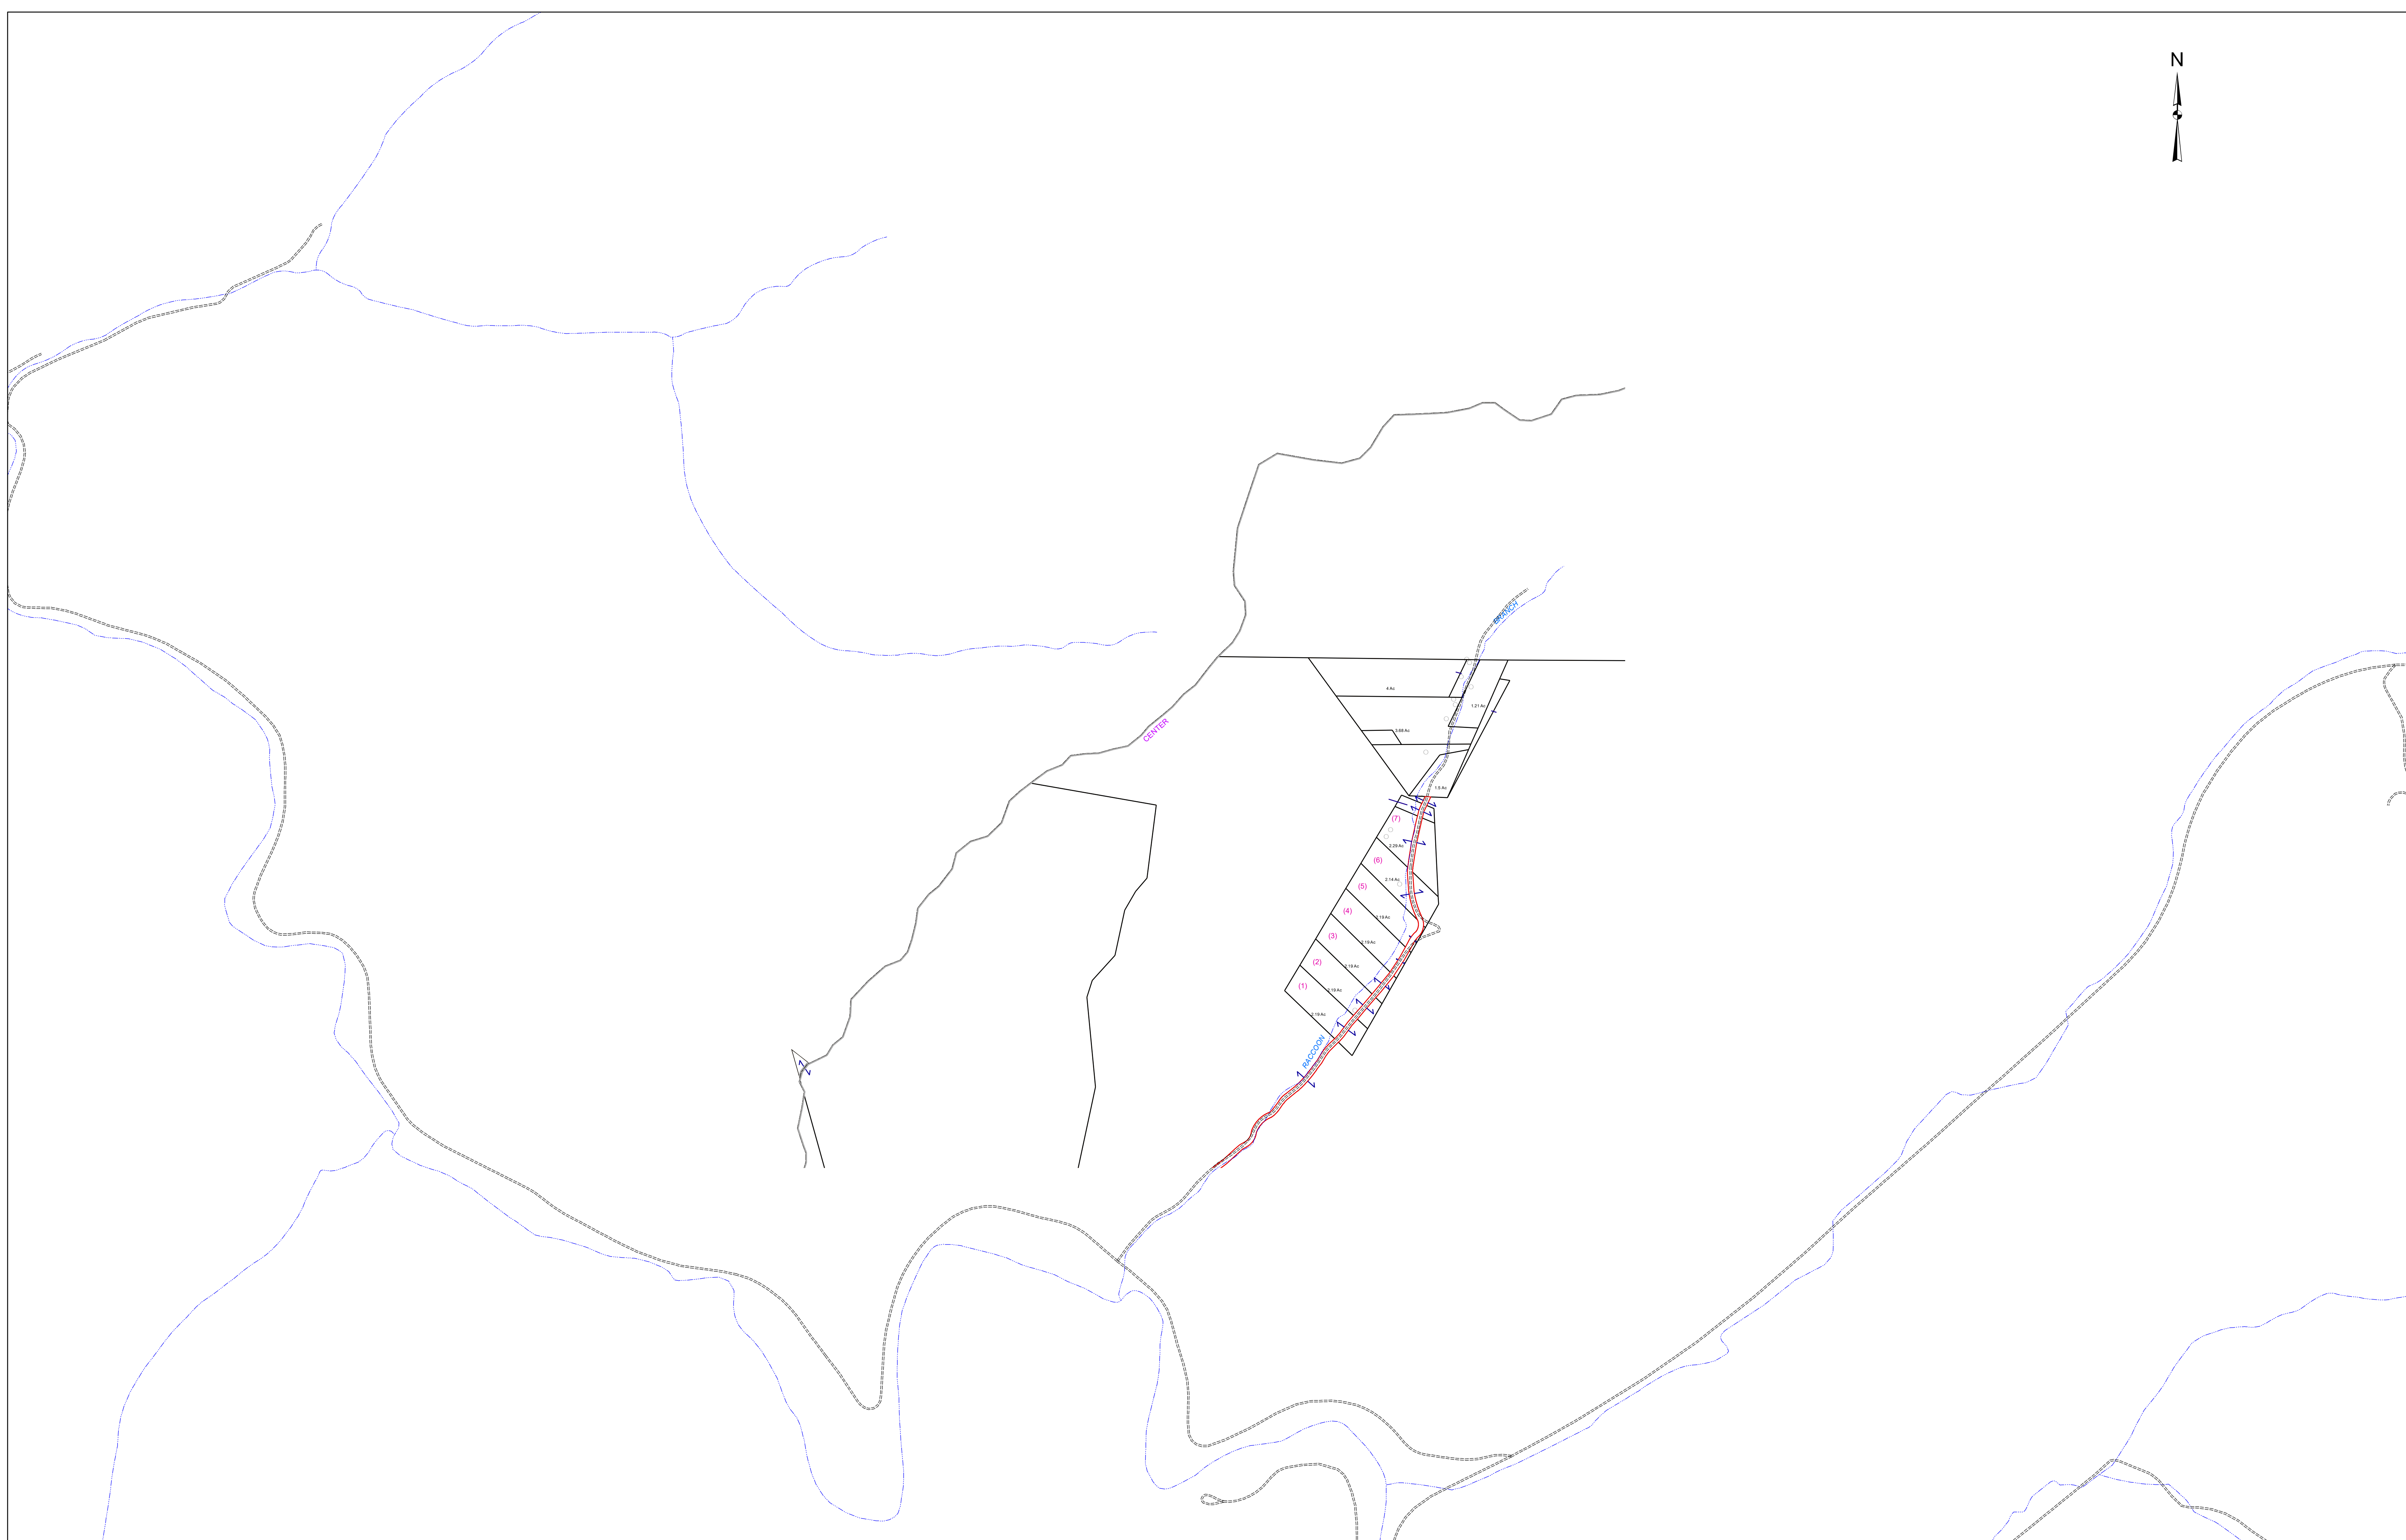 N
BRANCH
4 Ac
1.21 Ac
CENTER
3.68 Ac
1.5 Ac
(7)
2.29 Ac
(6)
2.14 Ac
(5)
(4)
2.19 Ac
(3)
2.19 Ac
(2)
2.19 Ac
(1)
2.19 Ac
2.19 Ac
RACCOON